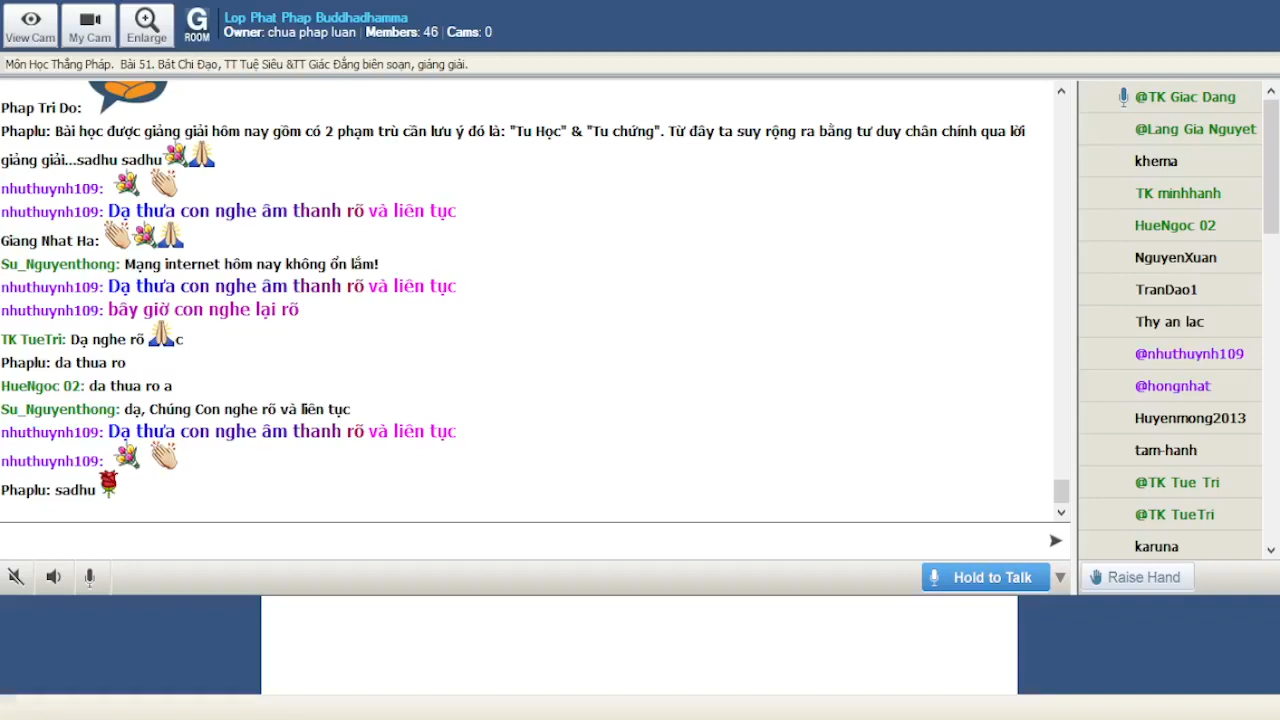 View Cam
My Cam
Enlarge
G
ROOM
Lop Phat Phap Buddhadhamma
Owner: chua phap luan | Members: 46 | Cams: 0
Môn Học Thắng Pháp.  Bài 51. Bát Chi Đạo, TT Tuệ Siêu &TT Giác Đẳng biên soạn, giảng giải.
Phap Tri Do:
Phaplu: Bài học được giảng giải hôm nay gồm có 2 phạm trù cần lưu ý đó là: "Tu Học" & "Tu chứng". Từ đây ta suy rộng ra bằng tư duy chân chính qua lời
giảng giải...sadhu sadhu
nhuthuynh109:
nhuthuynh109: Dạ thưa con nghe âm thanh rõ và liên tục
Giang Nhat Ha:
Su_Nguyenthong: Mạng internet hôm nay không ổn lắm!
nhuthuynh109: Dạ thưa con nghe âm thanh rõ và liên tục
nhuthuynh109: bây giờ con nghe lại rõ
TK TueTri: Dạ nghe rõ c
Phaplu: da thua ro
HueNgoc 02: da thua ro a
Su_Nguyenthong: dạ, Chúng Con nghe rõ và liên tục
nhuthuynh109: Dạ thưa con nghe âm thanh rõ và liên tục
nhuthuynh109:
Phaplu: sadhu
@TK Giac Dang
@Lang Gia Nguyet
khema
TK minhhanh
HueNgoc 02
NguyenXuan
TranDao1
Thy an lac
@nhuthuynh109
@hongnhat
Huyenmong2013
tam-hanh
@TK Tue Tri
@TK TueTri
karuna
Hold to Talk
Raise Hand